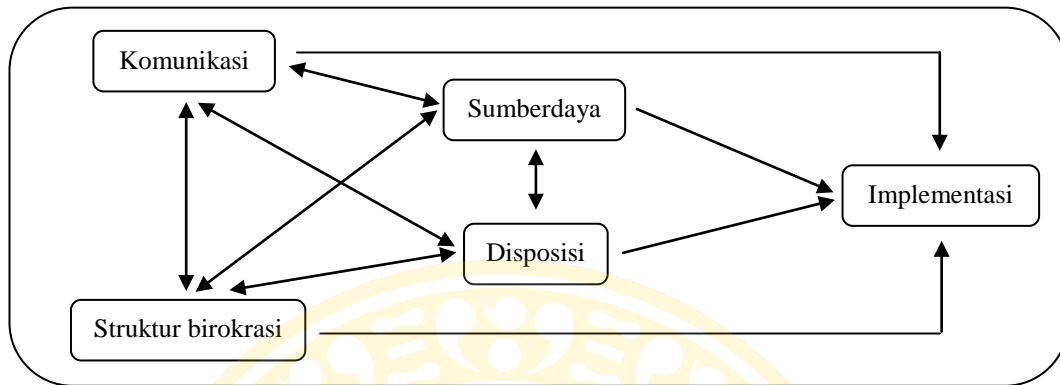 Komunikasi
Sumberdaya
Implementasi
Disposisi
Struktur birokrasi